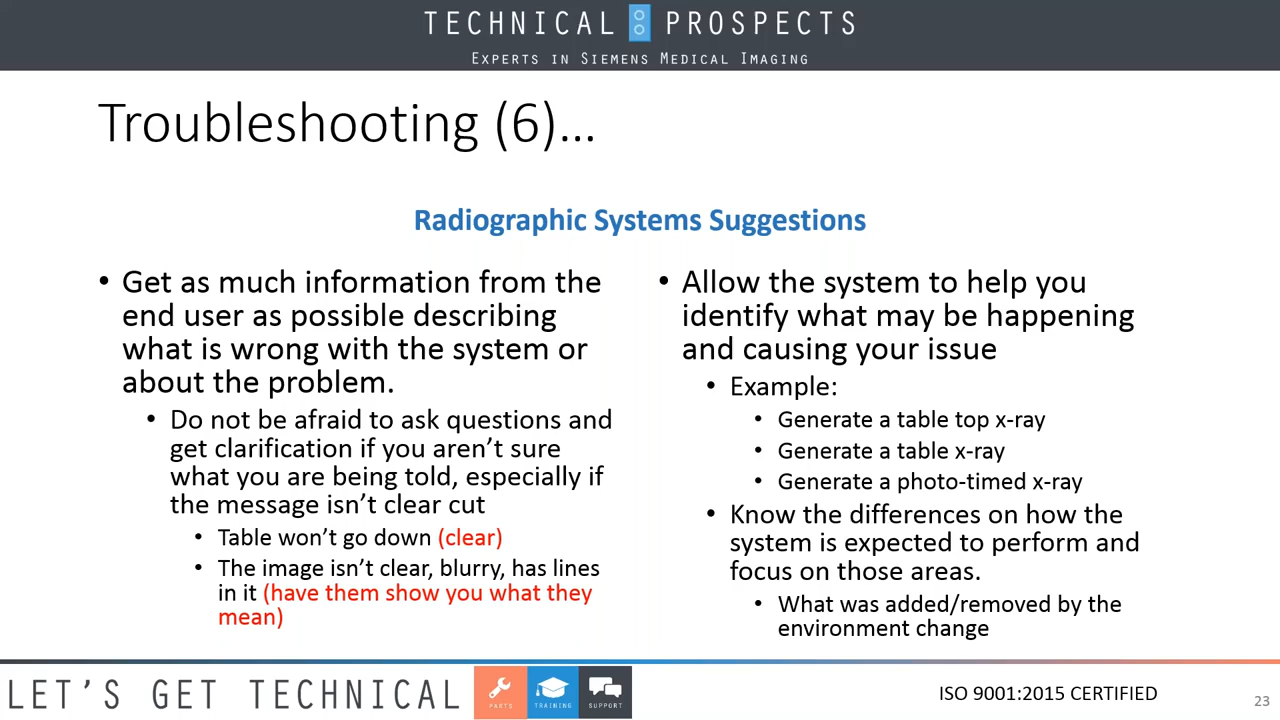 TECHNICAL PROSPECTS
EXPERTS IN SIEMENS MEDICAL IMAGING
Troubleshooting (6)...
Radiographic Systems Suggestions
• Get as much information from the
end user as possible describing
what is wrong with the system or
about the problem.
• Do not be afraid to ask questions and
get clarification if you aren't sure
what you are being told, especially if
the message isn't clear cut
• Table won't go down (clear)
• The image isn't clear, blurry, has lines
in it (have them show you what they
mean)
• Allow the system to help you
identify what may be happening
and causing your issue
• Example:
• Generate a table top x-ray
• Generate a table x-ray
• Generate a photo-timed x-ray
• Know the differences on how the
system is expected to perform and
focus on those areas.
• What was added/removed by the
environment change
LET'S GET TECHNICAL
PARTS
TRAINING
SUPPORT
ISO 9001:2015 CERTIFIED
23